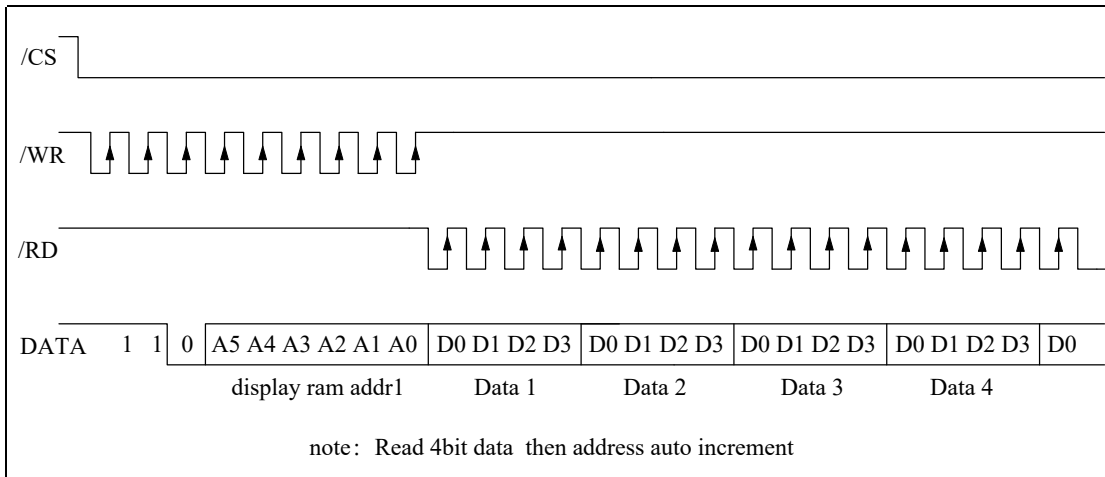 /CS
/WR
/RD
DATA 1 1 0 A5 A4 A3 A2 A1 A0 D0 D1 D2 D3 D0 D1 D2 D3 D0 D1 D2 D3 D0 D1 D2 D3 D0
display ram addr1 Data 1 Data 2 Data 3 Data 4
note： Read 4bit data then address auto increment